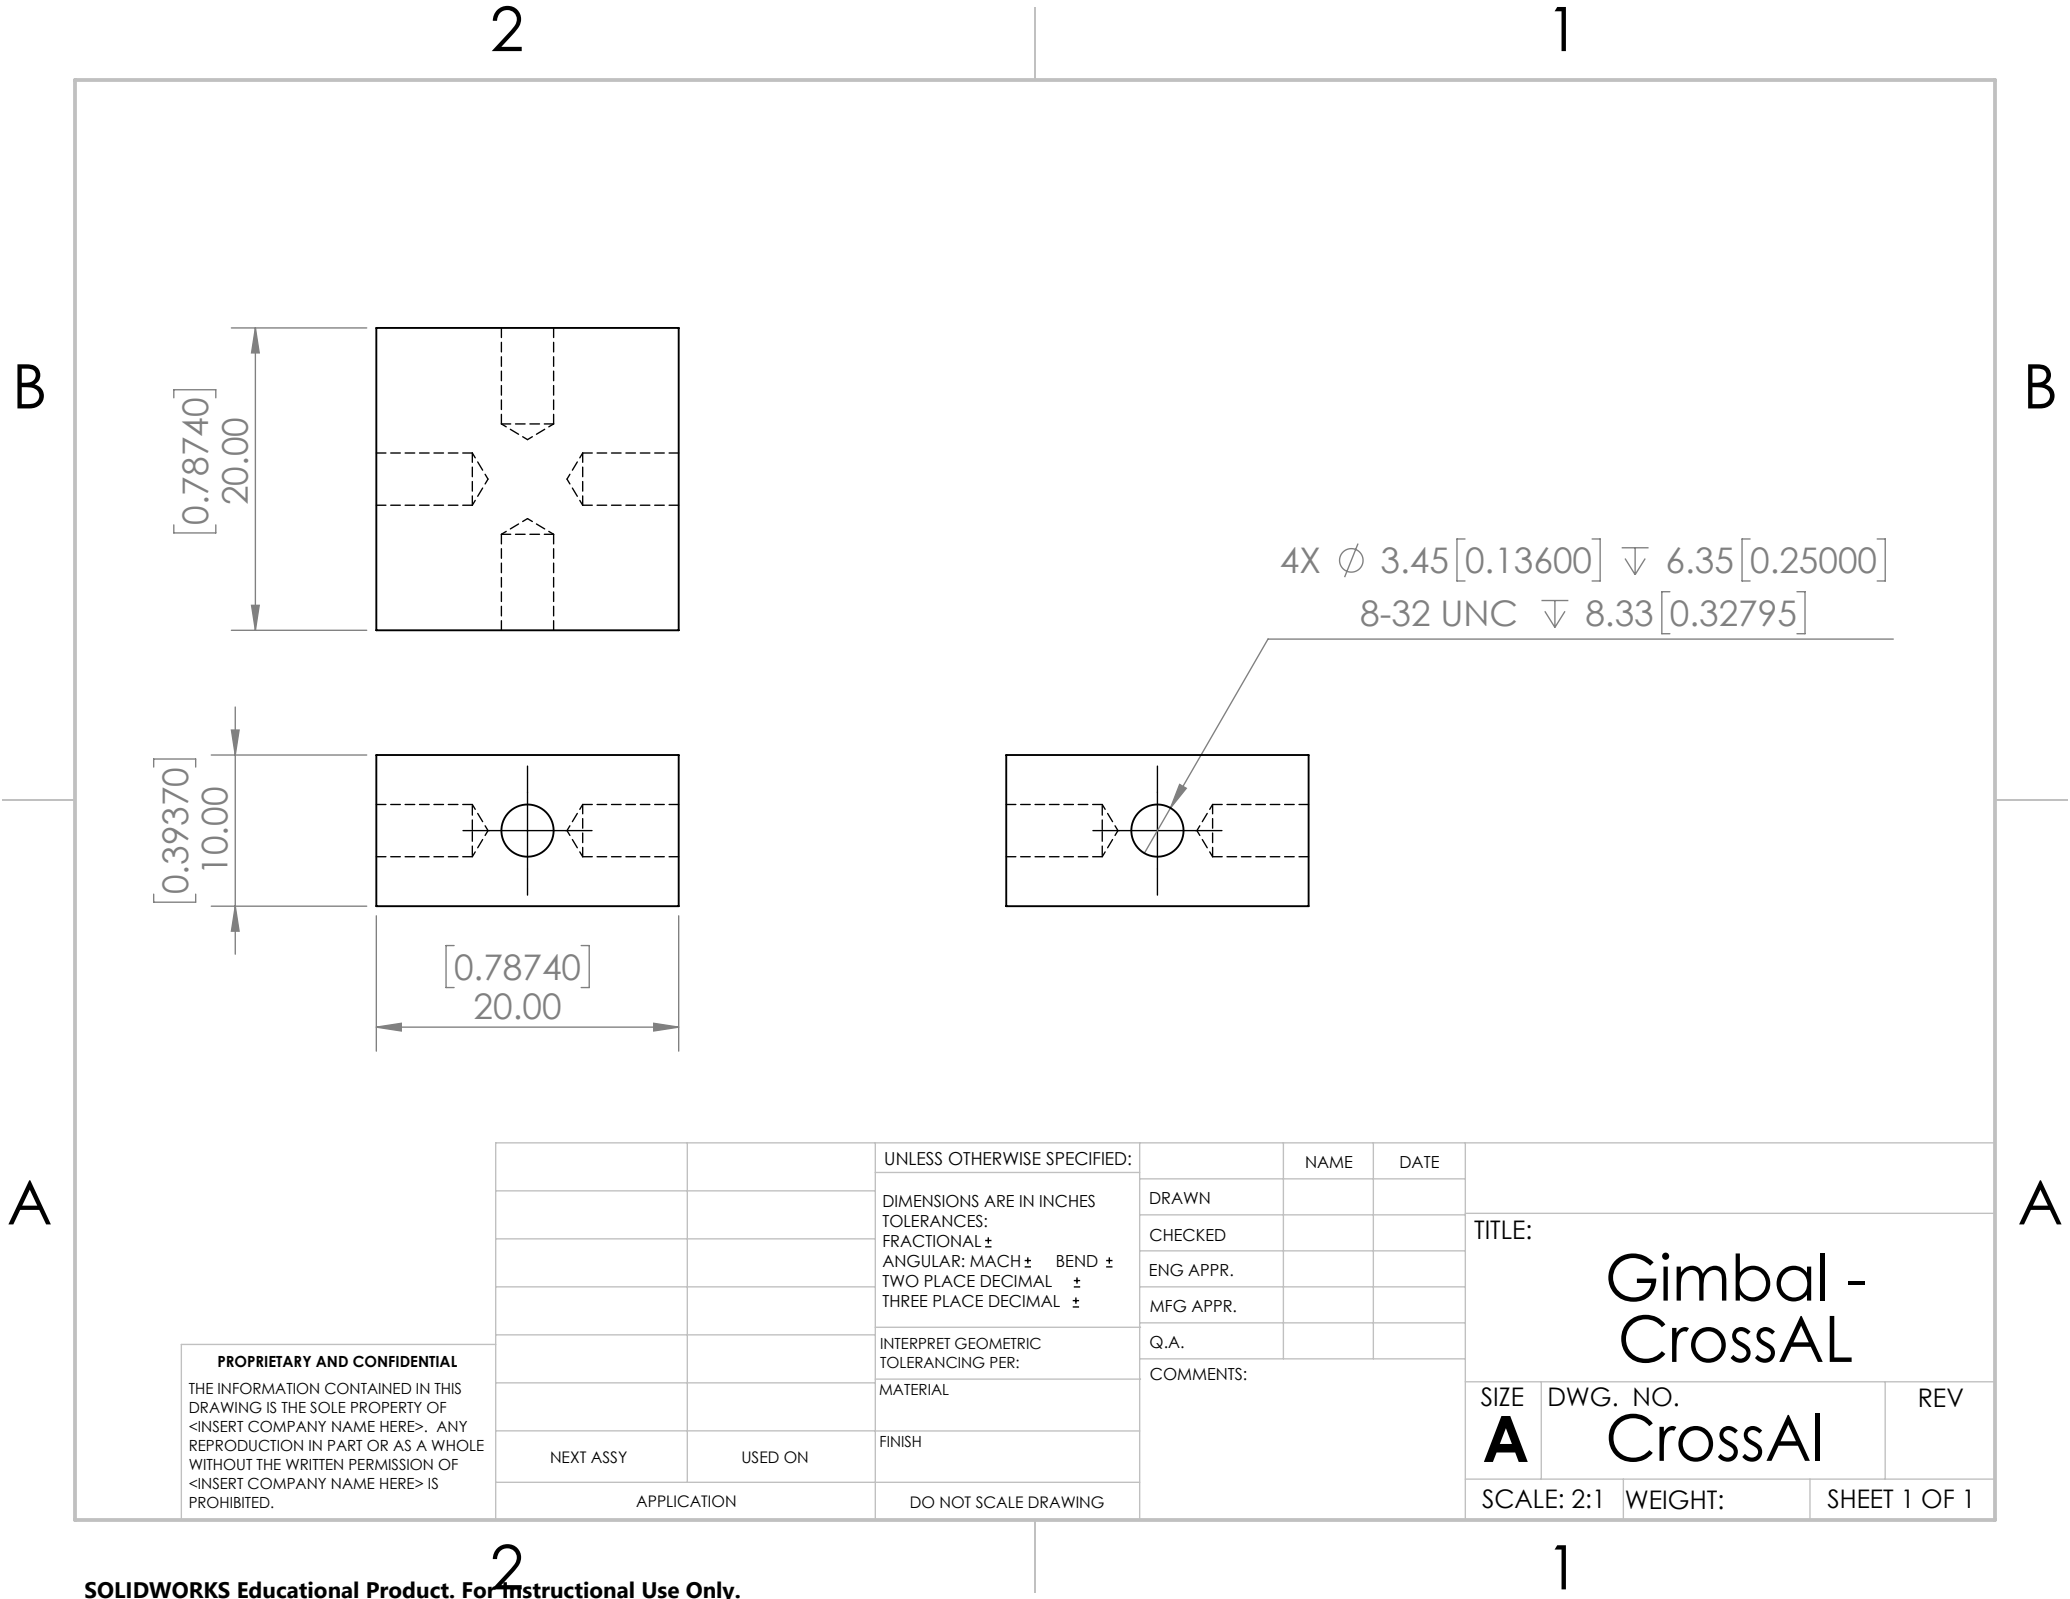 2
1
B
B
[0.78740]
20.00
4X ⌀ 3.45[0.13600] ↧ 6.35[0.25000]
8-32 UNC ↧ 8.33[0.32795]
[0.39370]
10.00
[0.78740]
20.00
A
A
PROPRIETARY AND CONFIDENTIAL
THE INFORMATION CONTAINED IN THIS
DRAWING IS THE SOLE PROPERTY OF
<INSERT COMPANY NAME HERE>. ANY
REPRODUCTION IN PART OR AS A WHOLE
WITHOUT THE WRITTEN PERMISSION OF
<INSERT COMPANY NAME HERE> IS
PROHIBITED.
NEXT ASSY
USED ON
APPLICATION
UNLESS OTHERWISE SPECIFIED:
DIMENSIONS ARE IN INCHES
TOLERANCES:
FRACTIONAL ±
ANGULAR: MACH ± BEND ±
TWO PLACE DECIMAL ±
THREE PLACE DECIMAL ±
INTERPRET GEOMETRIC
TOLERANCING PER:
MATERIAL
FINISH
DO NOT SCALE DRAWING
NAME
DATE
DRAWN
CHECKED
ENG APPR.
MFG APPR.
Q.A.
COMMENTS:
TITLE:
Gimbal -
CrossAL
SIZE
A
DWG. NO.
CrossAl
REV
SCALE: 2:1
WEIGHT:
SHEET 1 OF 1
2
1
SOLIDWORKS Educational Product. For Instructional Use Only.